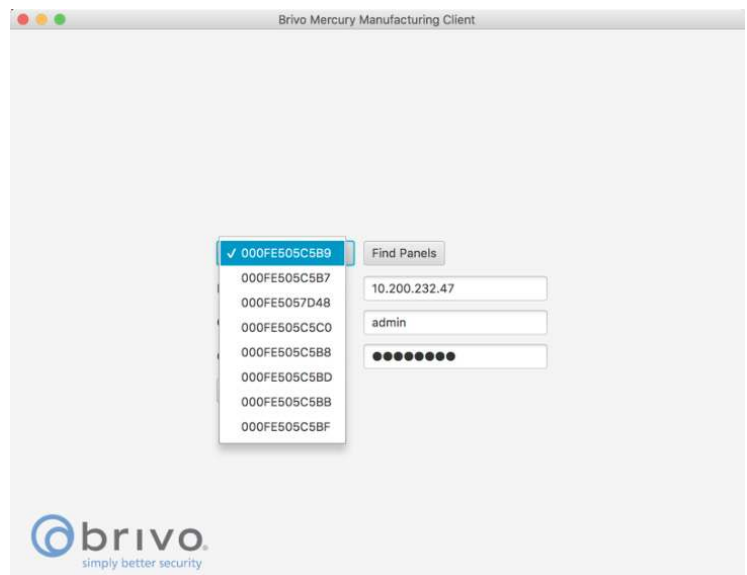 Brivo Mercury Manufacturing Client
✓ 000FE505C5B9
Find Panels
000FE505C5B7
10.200.232.47
000FE5057D48
000FE505C5C0
admin
000FE505C5B8
●●●●●●●●
000FE505C5BD
000FE505C5BB
000FE505C5BF
brivo.
simply better security